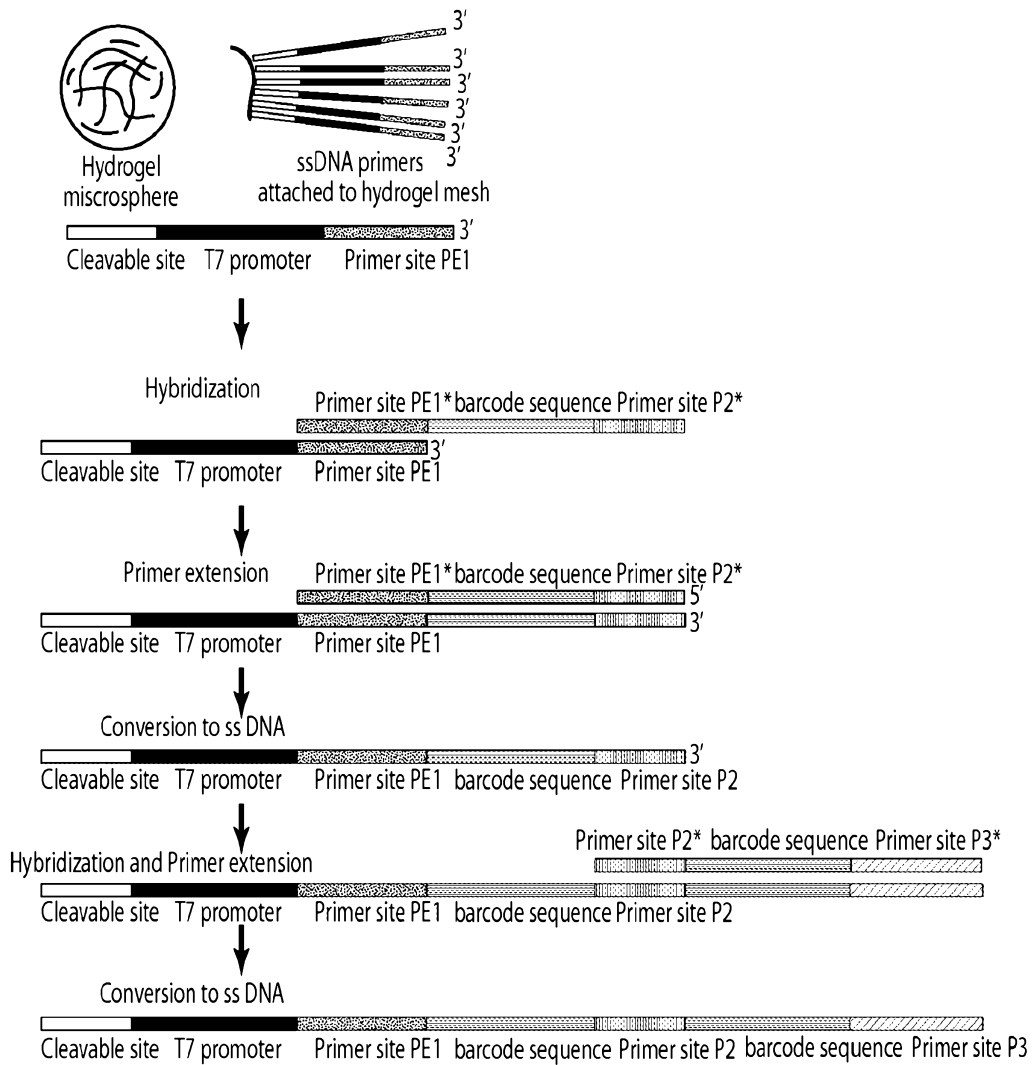 3′
3′
3′
3′
3′
3′
Hydrogel
miscrosphere
ssDNA primers
attached to hydrogel mesh
3′
Cleavable site T7 promoter Primer site PE1
Hybridization
Primer site PE1* barcode sequence Primer site P2*
3′
Cleavable site T7 promoter Primer site PE1
Primer extension
Primer site PE1* barcode sequence Primer site P2*
5′
3′
Cleavable site T7 promoter Primer site PE1
Conversion to ss DNA
3′
Cleavable site T7 promoter Primer site PE1 barcode sequence Primer site P2
Primer site P2* barcode sequence Primer site P3*
Hybridization and Primer extension
Cleavable site T7 promoter Primer site PE1 barcode sequence Primer site P2
Conversion to ss DNA
Cleavable site T7 promoter Primer site PE1 barcode sequence Primer site P2 barcode sequence Primer site P3